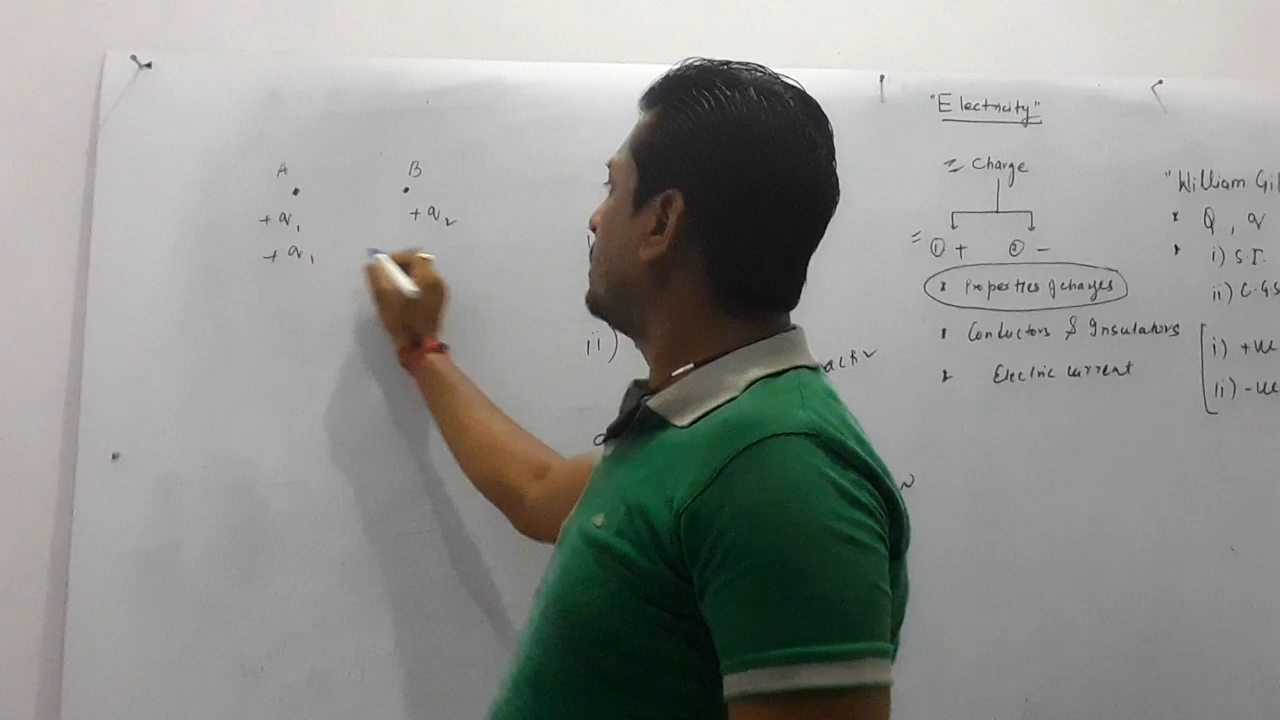 A B
+ q₁ + q₂
+ q₁
ii)
"Electricity"
Charge
① + ② −
* Properties of charges
Conductors & Insulators
Electric current
"William
* Q, q
i) S.I.
ii) C.G.S
i) +ve
ii) -ve